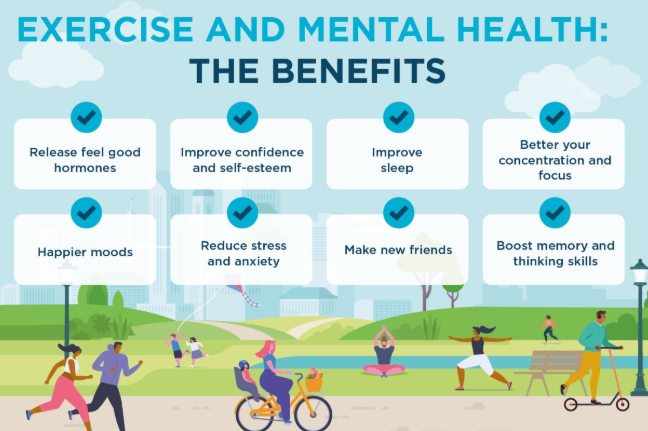 EXERCISE AND MENTAL HEALTH:
THE BENEFITS
Release feel good
hormones
Improve confidence
and self-esteem
Improve
sleep
Better your
concentration and
focus
Happier moods
Reduce stress
and anxiety
Make new friends
Boost memory and
thinking skills